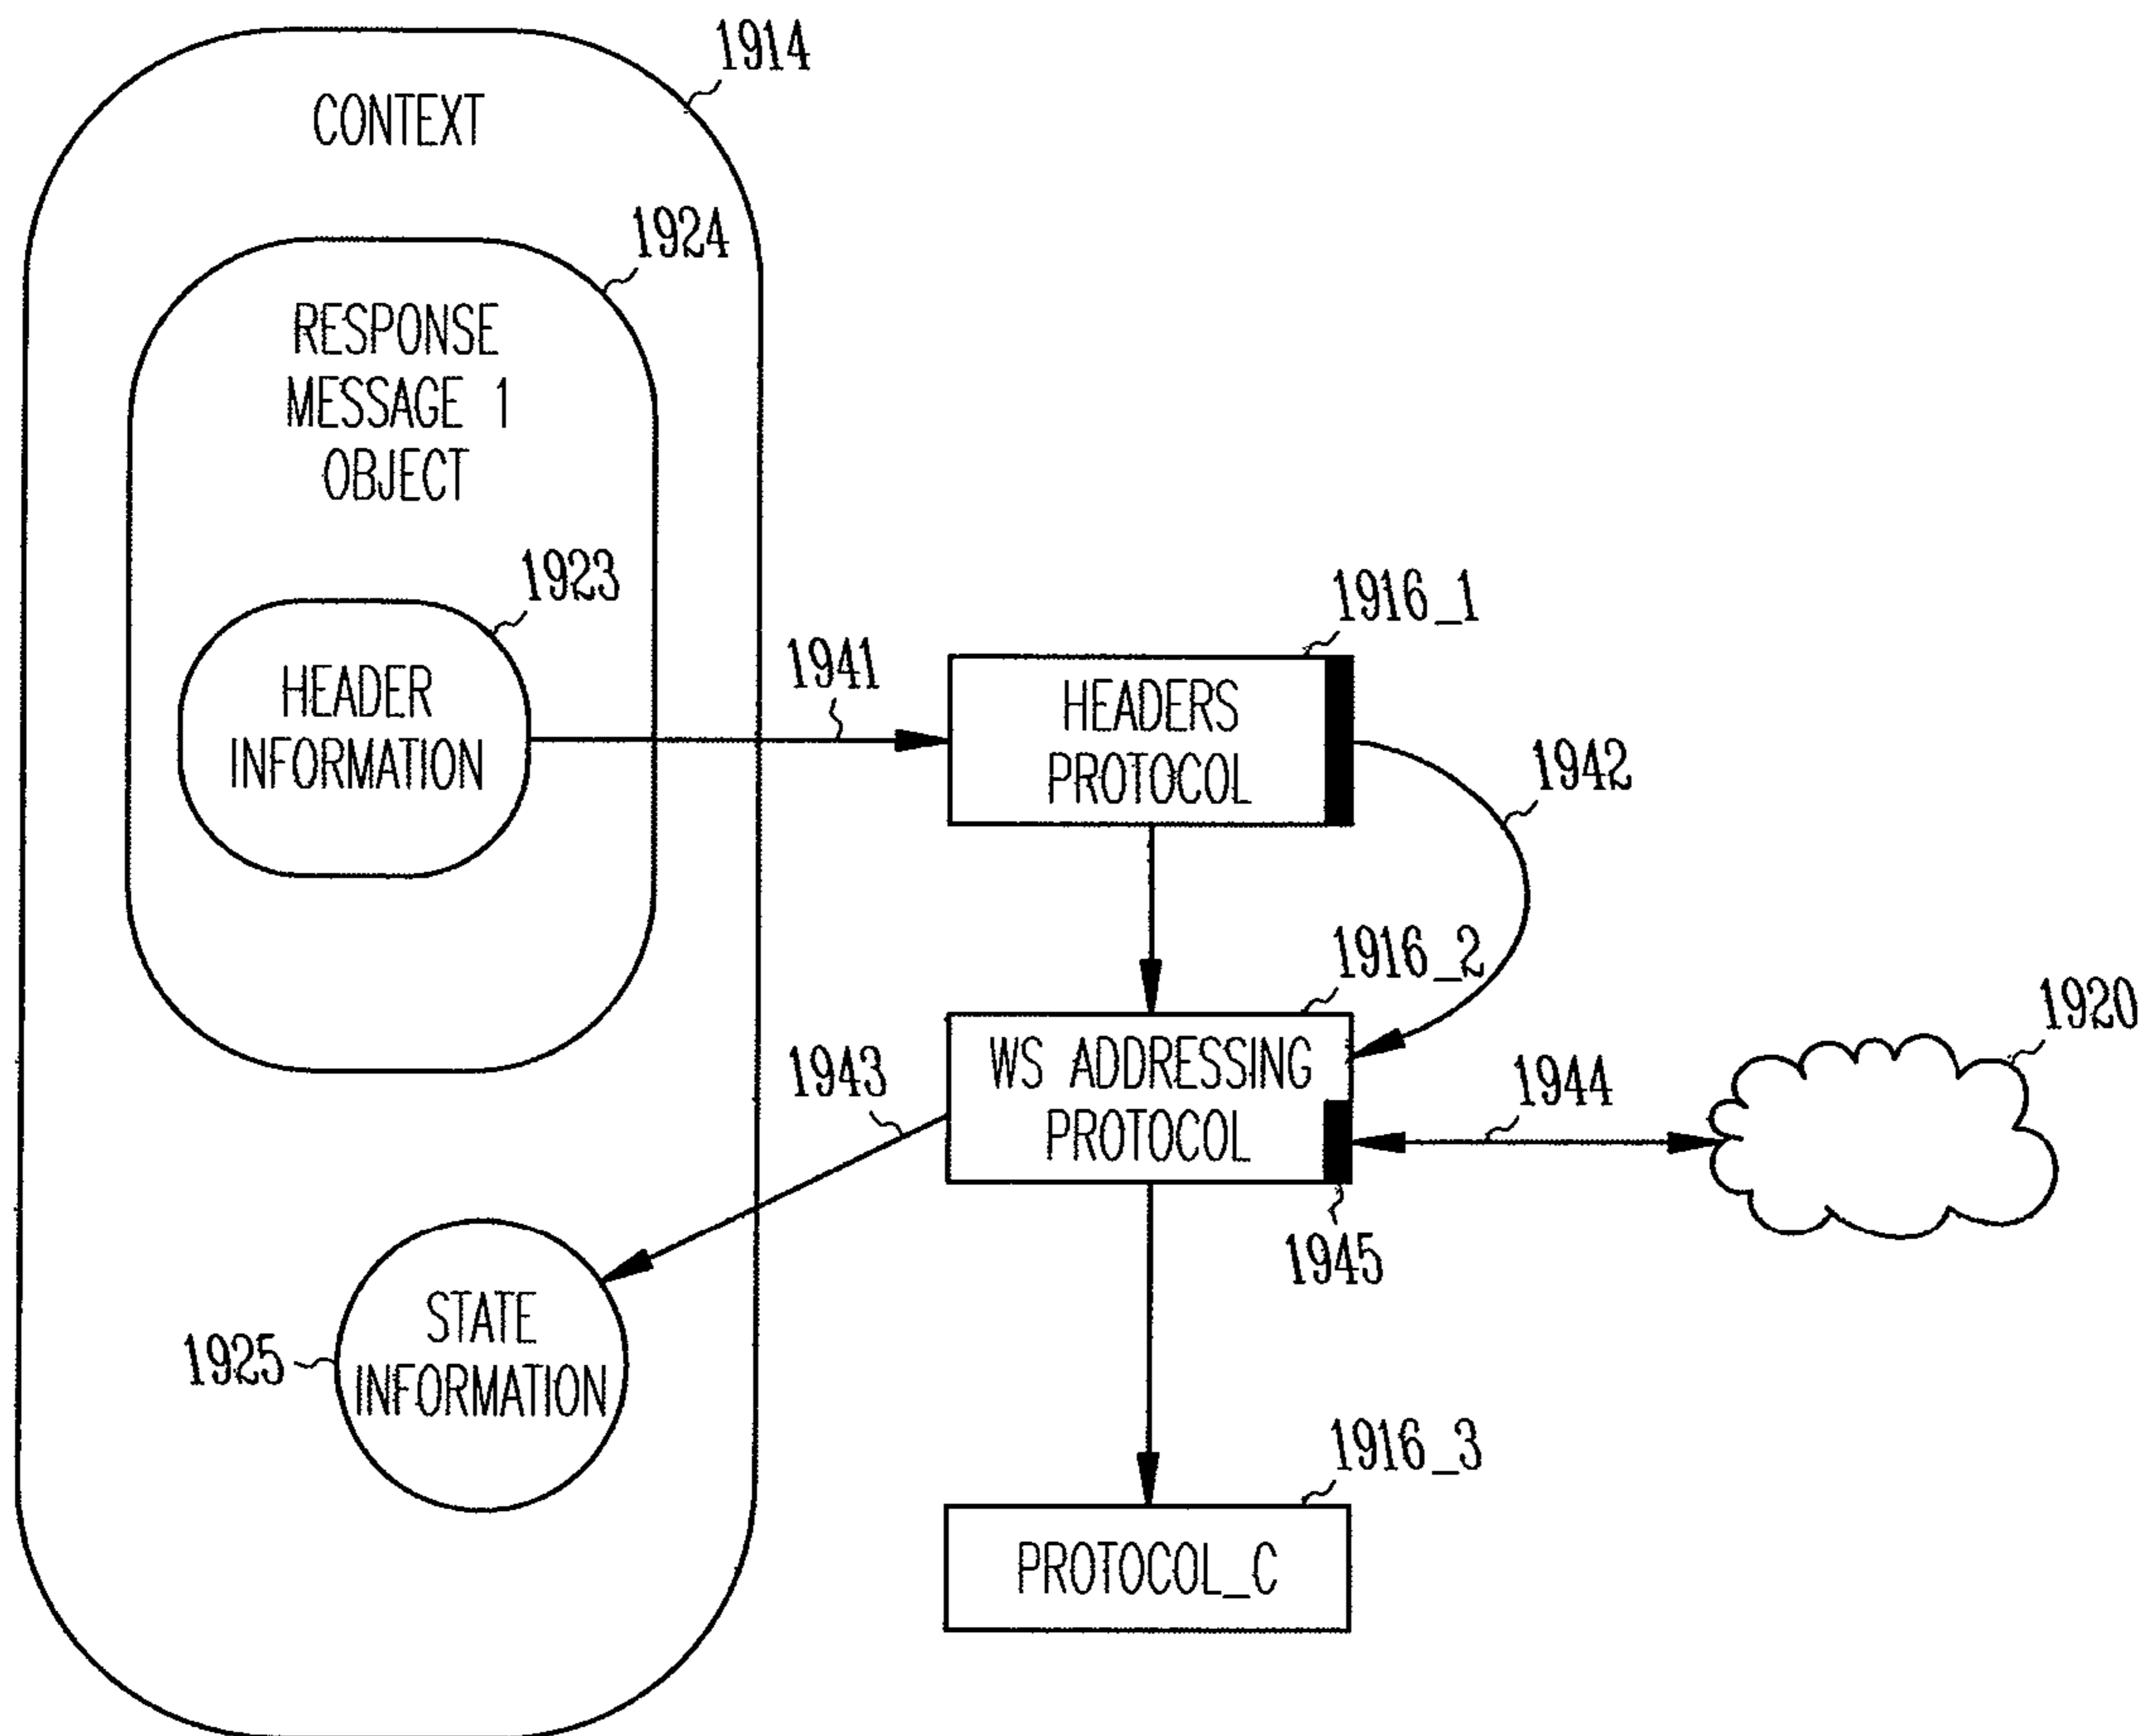 1914
CONTEXT
1924
RESPONSE
MESSAGE 1
OBJECT
1923
HEADER
INFORMATION
1941
1916_1
HEADERS
PROTOCOL
1942
1916_2
WS ADDRESSING
PROTOCOL
1943
1944
1920
1945
STATE
INFORMATION
1925
1916_3
PROTOCOL_C